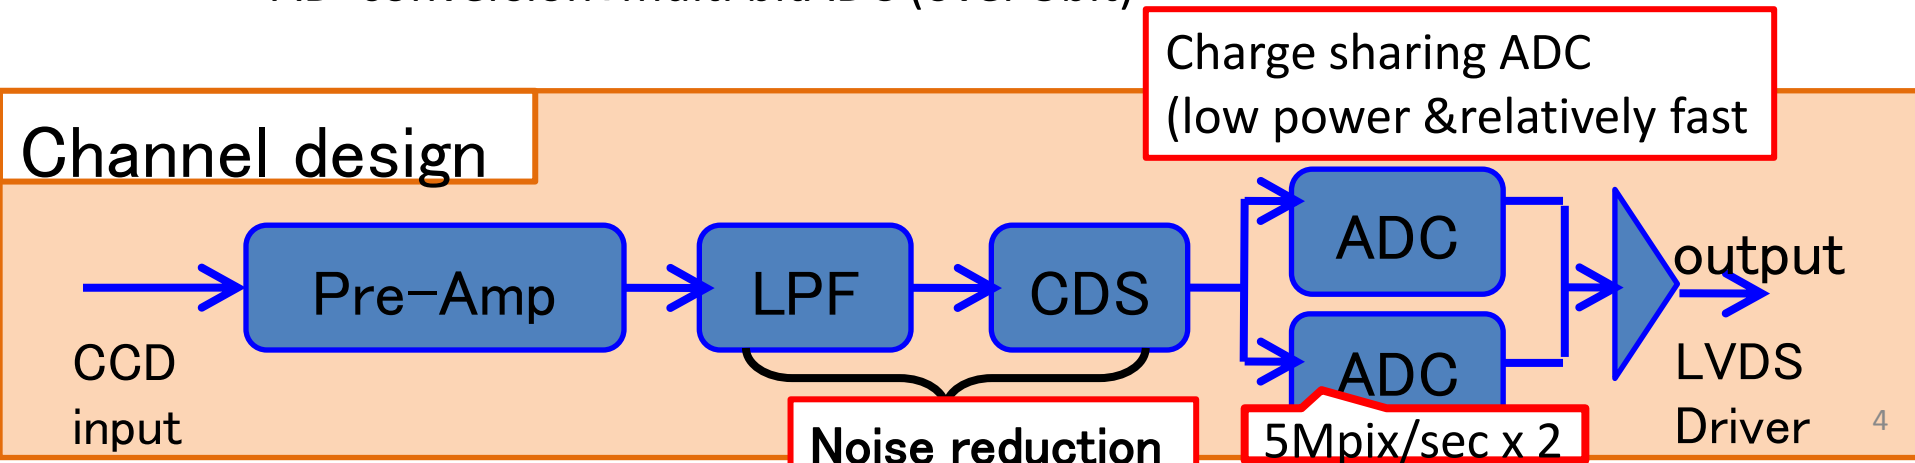 Charge sharing ADC
(low power &relatively fast
Channel design
Pre-Amp
LPF
CDS
ADC
ADC
output
CCD
input
LVDS
Driver
Noise reduction
5Mpix/sec x 2
4